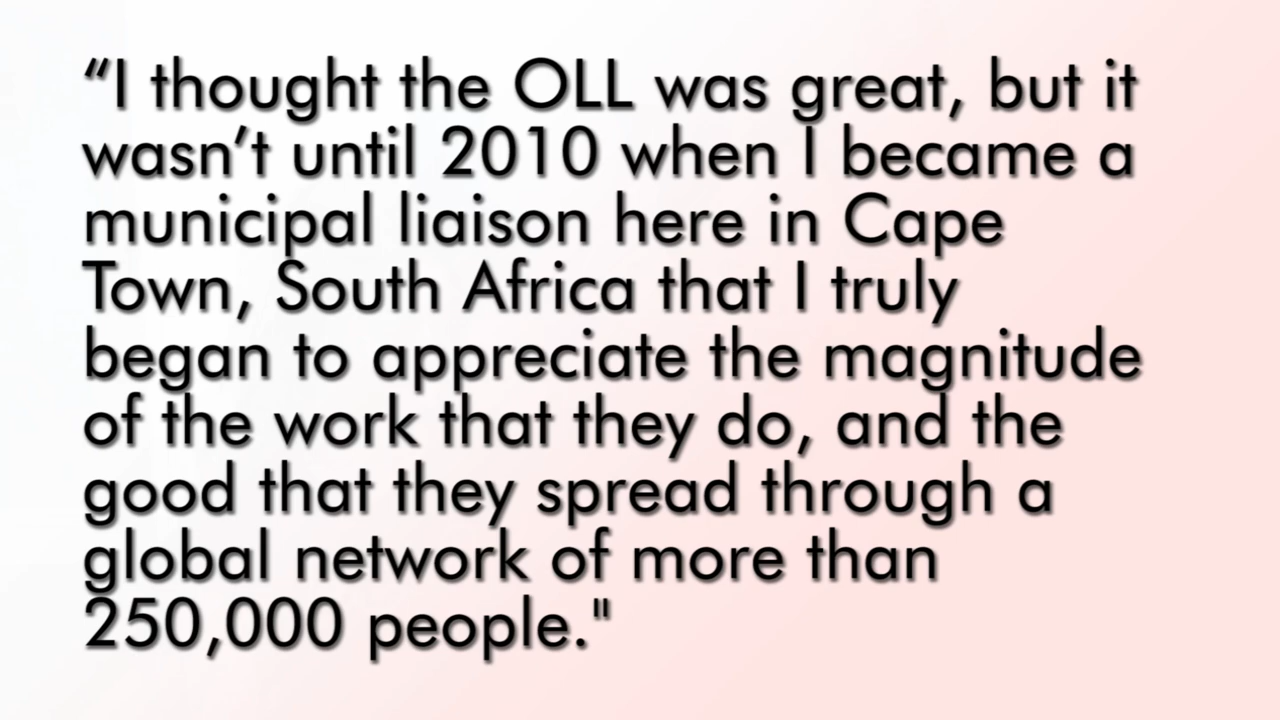 “I thought the OLL was great, but it
wasn’t until 2010 when I became a
municipal liaison here in Cape
Town, South Africa that I truly
began to appreciate the magnitude
of the work that they do, and the
good that they spread through a
global network of more than
250,000 people."